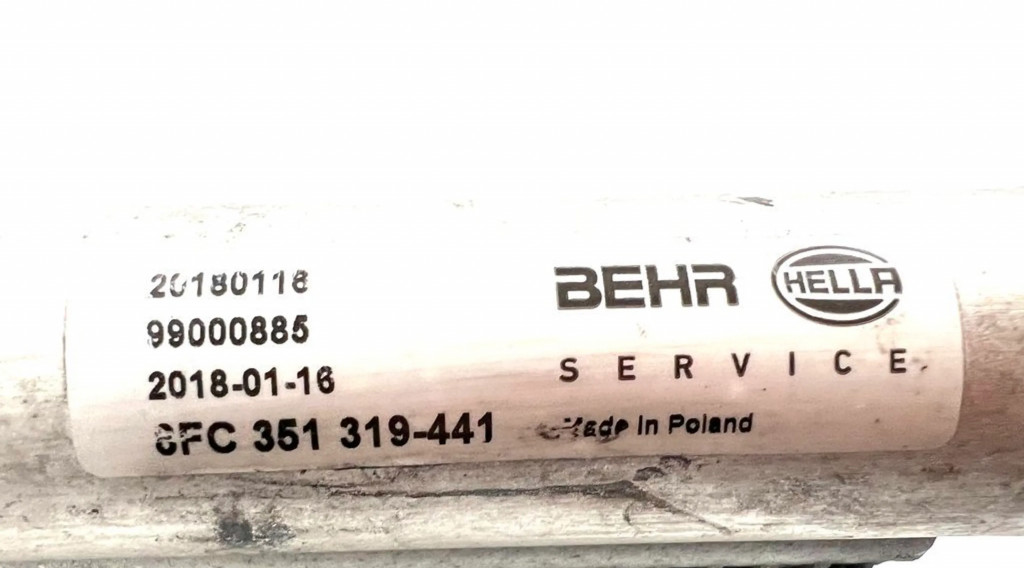 20180116
99000885
2018-01-16
8FC 351 319-441
BEHR HELLA
SERVICE
Made in Poland